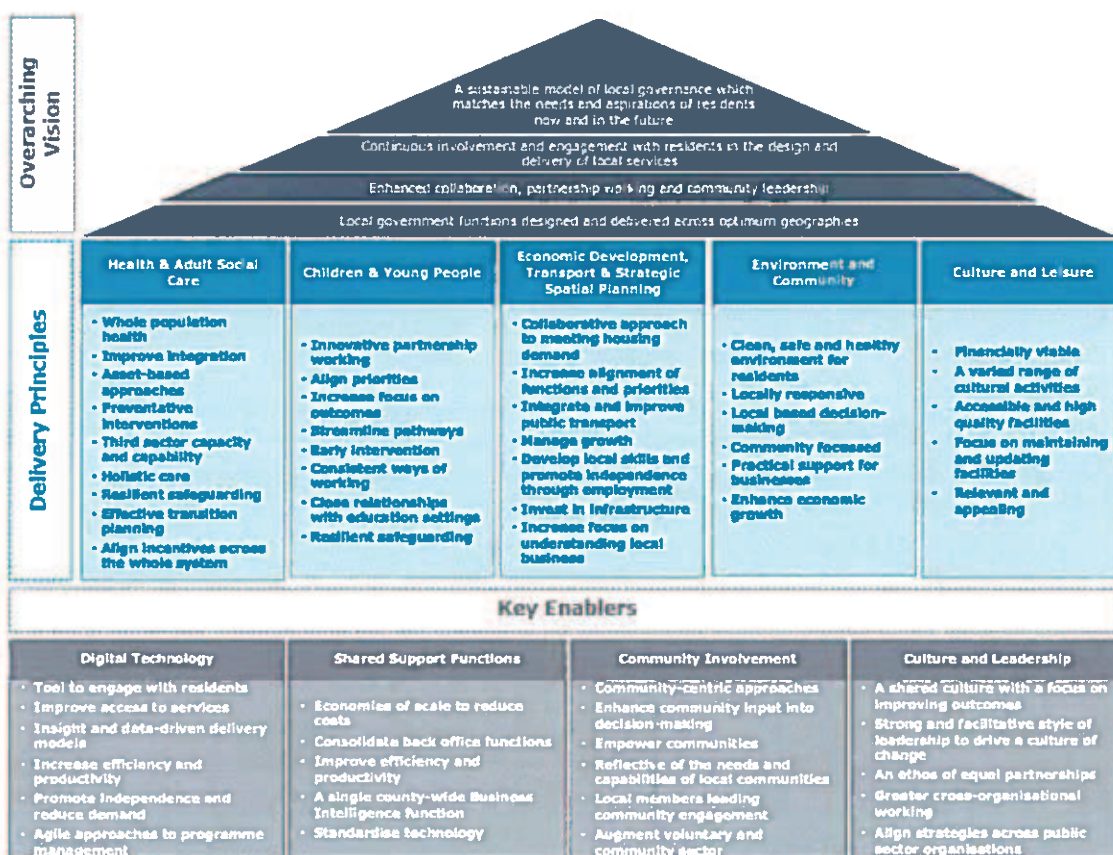 Overarching
Vision
A sustainable model of local governance which
matches the needs and aspirations of residents
now and in the future
Continuous involvement and engagement with residents in the design and
delivery of local services
Enhanced collaboration, partnership working and community leadership
Local government functions designed and delivered across optimum geographies
Delivery Principles
Health & Adult Social
Care
• Whole population
health
• Improve integration
• Asset-based
approaches
• Preventative
interventions
• Third sector capacity
and capability
• Holistic care
• Resilient safeguarding
• Effective transition
planning
• Align incentives across
the whole system
Children & Young People
• Innovative partnership
working
• Align priorities
• Increase focus on
outcomes
• Streamline pathways
• Early intervention
• Consistent ways of
working
• Close relationships
with education settings
• Resilient safeguarding
Economic Development,
Transport & Strategic
Spatial Planning
• Collaborative approach
to meeting housing
demand
• Increase alignment of
functions and priorities
• Integrate and improve
public transport
• Manage growth
• Develop local skills and
promote independence
through employment
• Invest in infrastructure
• Increase focus on
understanding local
business
Environment and
Community
• Clean, safe and healthy
environment for
residents
• Locally responsive
• Local based decision-
making
• Community focussed
• Practical support for
businesses
• Enhance economic
growth
Culture and Leisure
• Financially viable
• A varied range of
cultural activities
• Accessible and high
quality facilities
• Focus on maintaining
and updating
facilities
• Relevant and
appealing
Key Enablers
Digital Technology
• Tool to engage with residents
• Improve access to services
• Insight and data-driven delivery
models
• Increase efficiency and
productivity
• Promote independence and
reduce demand
• Agile approaches to programme
management
Shared Support Functions
• Economies of scale to reduce
costs
• Consolidate back office functions
• Improve efficiency and
productivity
• A single county-wide Business
Intelligence function
• Standardise technology
Community Involvement
• Community-centric approaches
• Enhance community input into
decision-making
• Empower communities
• Reflective of the needs and
capabilities of local communities
• Local members leading
community engagement
• Augment voluntary and
community sector
Culture and Leadership
• A shared culture with a focus on
improving outcomes
• Strong and facilitative style of
leadership to drive a culture of
change
• An ethos of equal partnerships
• Greater cross-organisational
working
• Align strategies across public
sector organisations